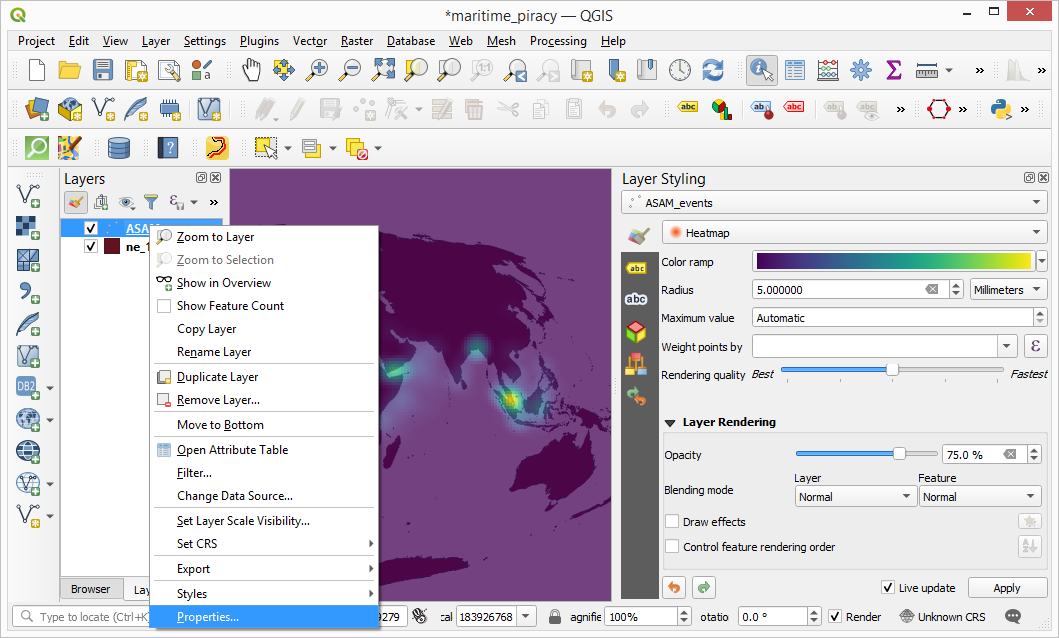 *maritime_piracy — QGIS
Project Edit View Layer Settings Plugins Vector Raster Database Web Mesh Processing Help
Layers
ASAM
ne_1
Zoom to Layer
Zoom to Selection
Show in Overview
Show Feature Count
Copy Layer
Rename Layer
Duplicate Layer
Remove Layer...
Move to Bottom
Open Attribute Table
Filter...
Change Data Source...
Set Layer Scale Visibility...
Set CRS
Export
Styles
Properties...
Browser Lay
Layer Styling
ASAM_events
Heatmap
Color ramp
Radius 5.000000 Millimeters
Maximum value Automatic
Weight points by
Rendering quality Best Fastest
Layer Rendering
Opacity 75.0 %
Layer Feature
Blending mode Normal Normal
Draw effects
Control feature rendering order
Live update Apply
Type to locate (Ctrl+K) 9279 cal 183926768 agnifie 100% otatio 0.0 ° Render Unknown CRS